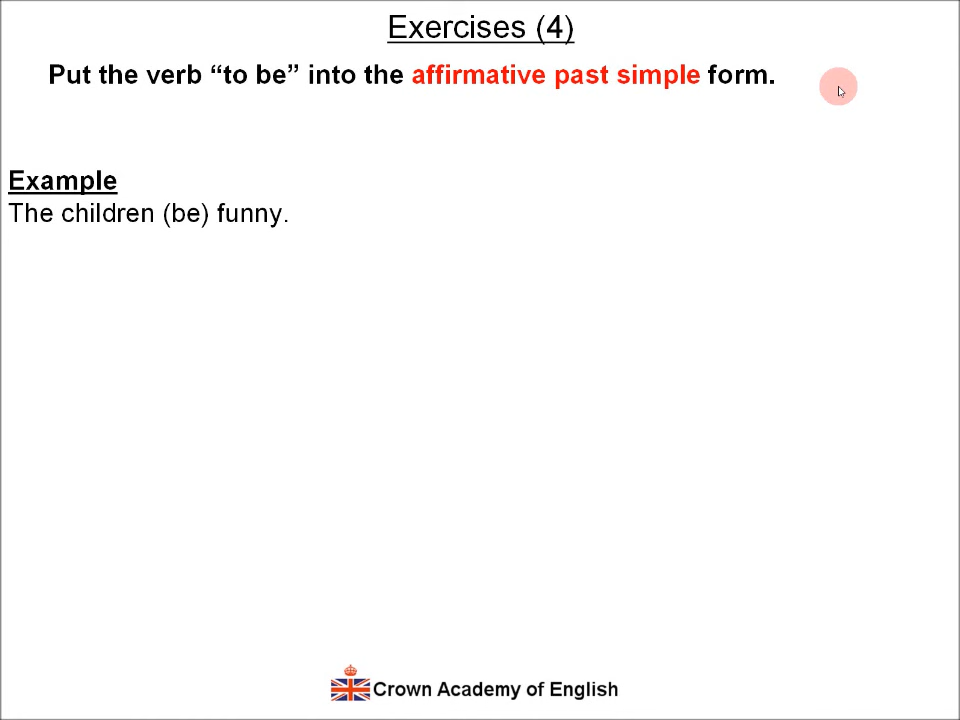 Exercises (4)
Put the verb “to be” into the affirmative past simple form.
Example
The children (be) funny.
Crown Academy of English